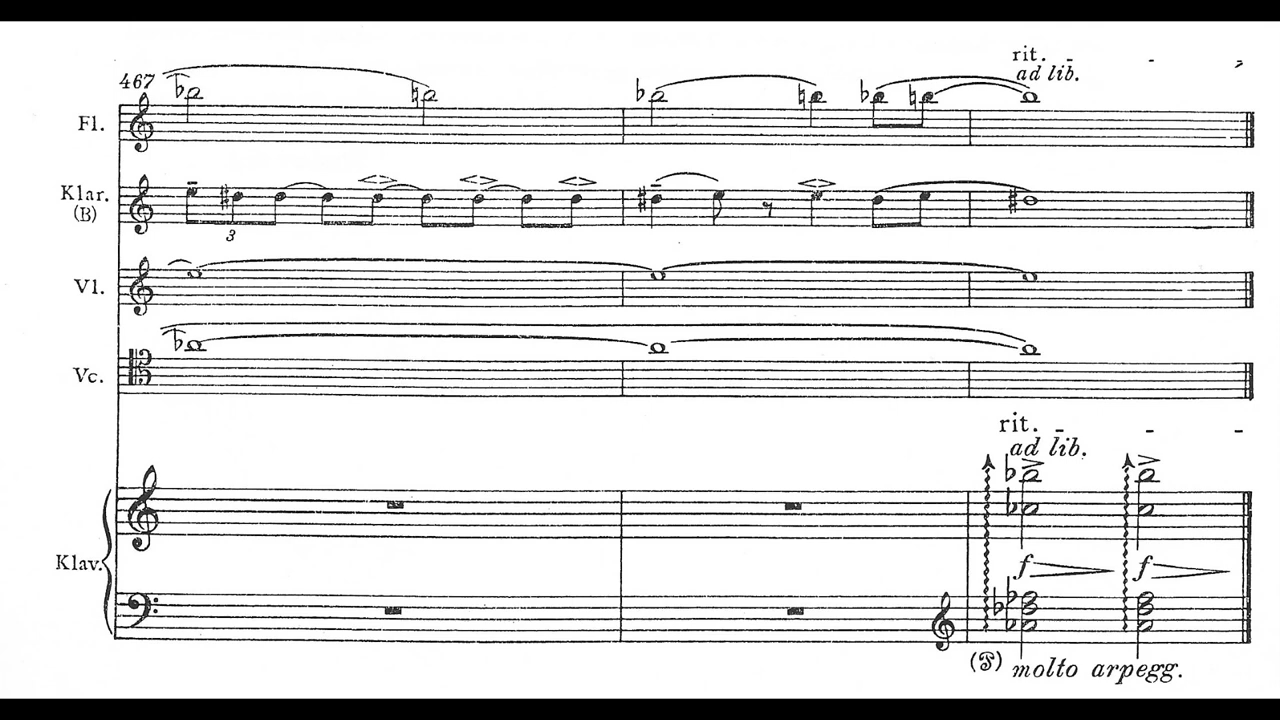 rit. - - ,
467 ad lib.
Fl.
Klar.
(B)
3
Vl.
Vc.
rit. - - -
ad lib.
Klav.
f f
(P) molto arpegg.